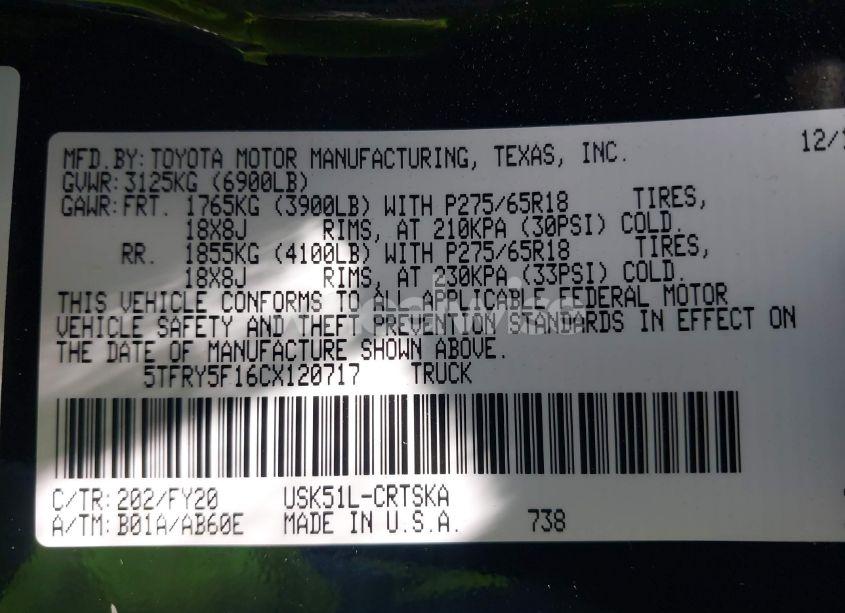 12/1
MFD.BY: TOYOTA MOTOR MANUFACTURING, TEXAS, INC.
GVWR: 3125KG (6900LB)
GAWR: FRT. 1765KG (3900LB) WITH P275/65R18 TIRES,
18X8J RIMS, AT 210KPA (30PSI) COLD.
RR. 1855KG (4100LB) WITH P275/65R18 TIRES,
18X8J RIMS, AT 230KPA (33PSI) COLD.
THIS VEHICLE CONFORMS TO ALL APPLICABLE FEDERAL MOTOR
VEHICLE SAFETY AND THEFT PREVENTION STANDARDS IN EFFECT ON
THE DATE OF MANUFACTURE SHOWN ABOVE.
5TFRY5F16CX120717 TRUCK
C/TR: 202/FY20 USK51L-CRTSKA
A/TM: B01A/AB60E MADE IN U.S.A. 738